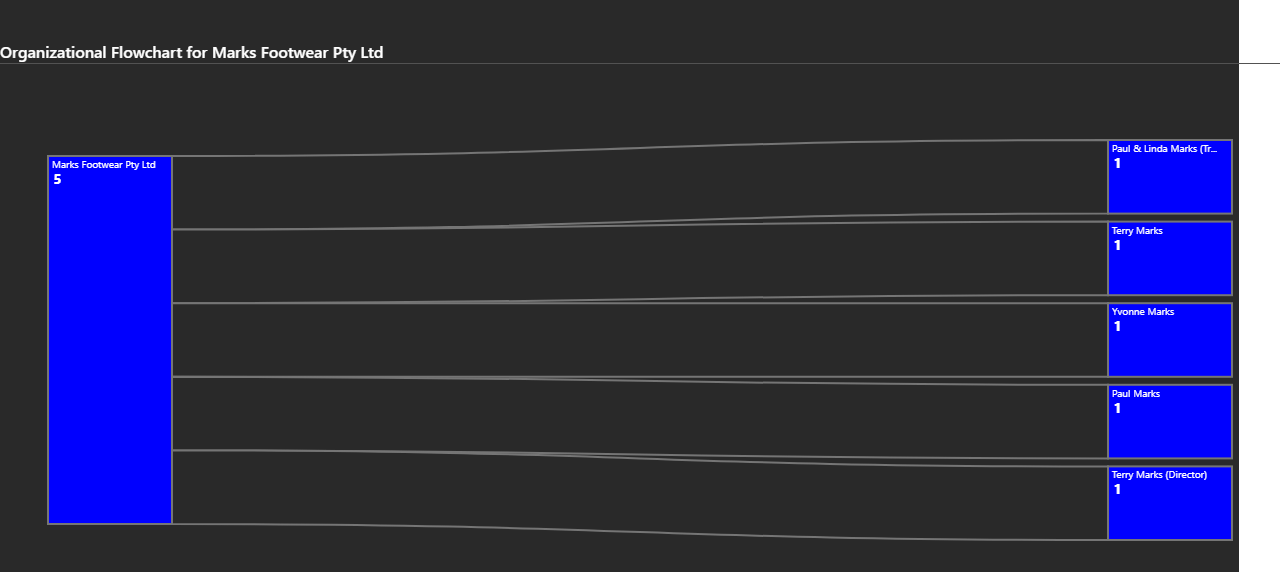 Organizational Flowchart for Marks Footwear Pty Ltd
Marks Footwear Pty Ltd
5
Paul & Linda Marks (Tr...
1
Terry Marks
1
Yvonne Marks
1
Paul Marks
1
Terry Marks (Director)
1